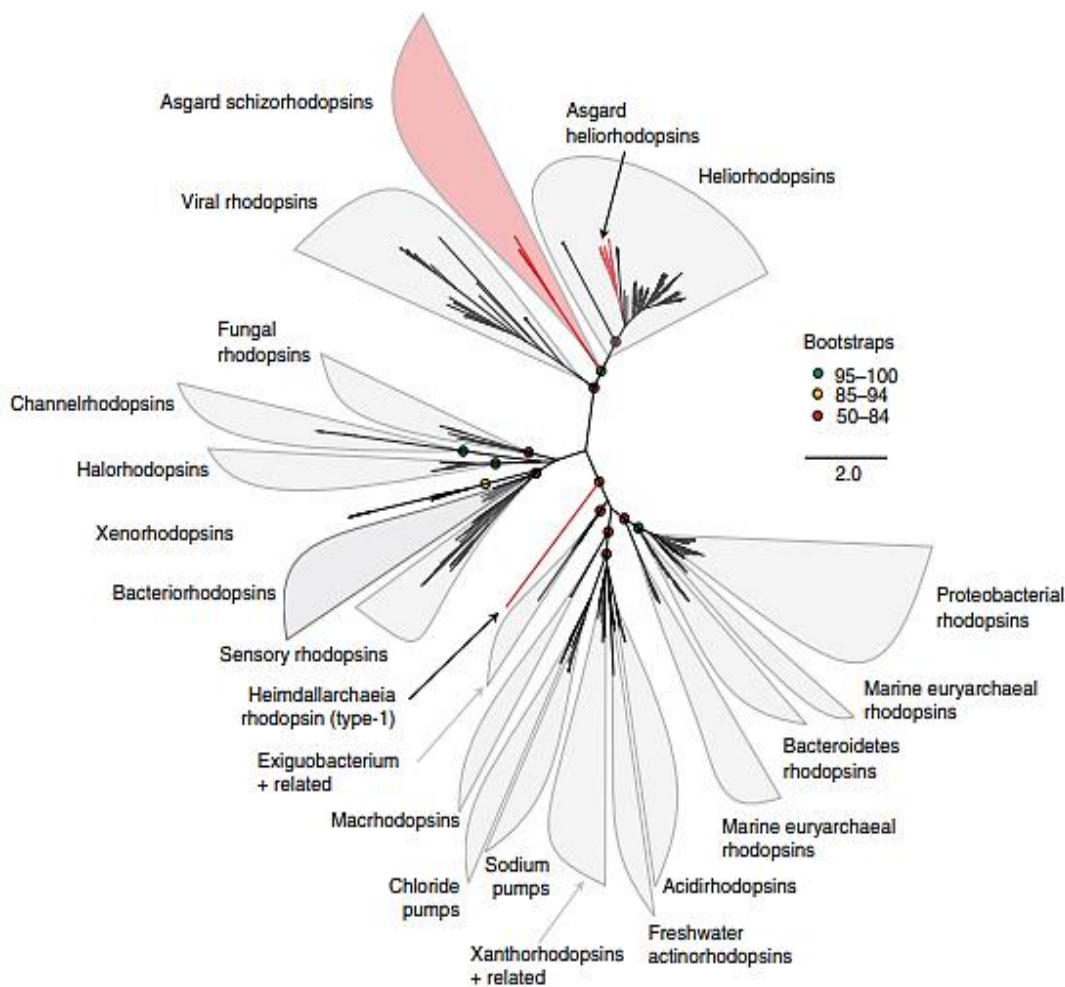 Asgard schizorhodopsins
Asgard
heliorhodopsins
Heliorhodopsins
Viral rhodopsins
Fungal
rhodopsins
Bootstraps
95–100
85–94
50–84
2.0
Channelrhodopsins
Halorhodopsins
Xenorhodopsins
Bacteriorhodopsins
Sensory rhodopsins
Proteobacterial
rhodopsins
Heimdallarchaeia
rhodopsin (type-1)
Marine euryarchaeal
rhodopsins
Exiguobacterium
+ related
Bacteroidetes
rhodopsins
Macrhodopsins
Marine euryarchaeal
rhodopsins
Sodium
pumps
Chloride
pumps
Acidirhodopsins
Freshwater
actinorhodopsins
Xanthorhodopsins
+ related